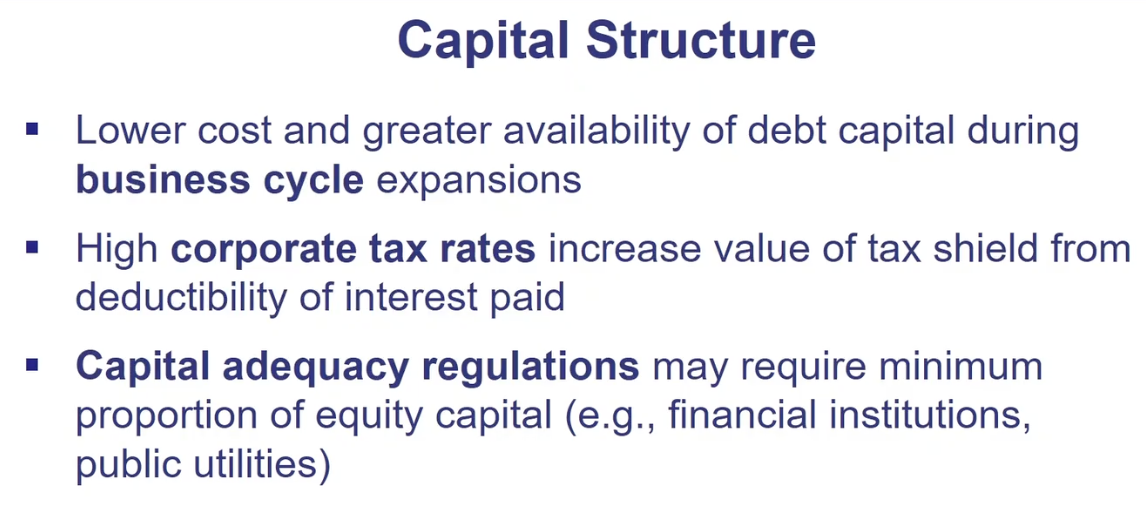 Capital Structure
▪ Lower cost and greater availability of debt capital during
business cycle expansions
▪ High corporate tax rates increase value of tax shield from
deductibility of interest paid
▪ Capital adequacy regulations may require minimum
proportion of equity capital (e.g., financial institutions,
public utilities)